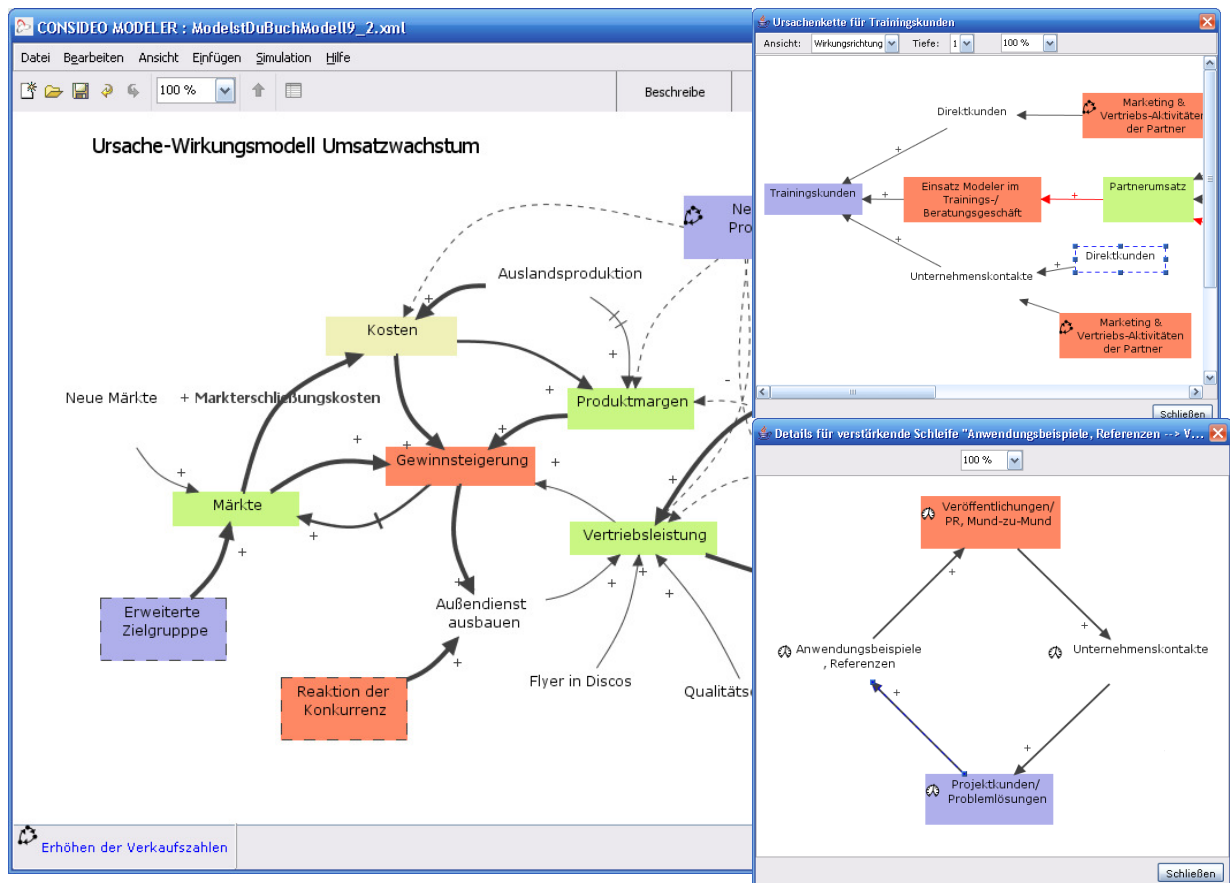 CONSIDEO MODELER : ModelstDuBuchModell9_2.xml
Datei Bearbeiten Ansicht Einfügen Simulation Hilfe
100 %
Beschreibe
Ursache-Wirkungsmodell Umsatzwachstum
Ne
Pro
Auslandsproduktion
+
Kosten
+
-
Neue Märkte
+ Markterschließungskosten
+
Produktmargen
+
+
+
Gewinnsteigerung
+
+
+
Märkte
+
+
+
Vertriebsleistung
Erweiterte
Zielgrupppe
+
Außendienst
ausbauen
+
+
+
+
Reaktion der
Konkurrenz
Flyer in Discos
Qualitäts
Erhöhen der Verkaufszahlen
Ursachenkette für Trainingskunden
Ansicht: Wirkungsrichtung Tiefe: 1 100 %
Direktkunden
Marketing &
Vertriebs-Aktivitäten
der Partner
+
Trainingskunden
+
Einsatz Modeler im
Trainings-/
Beratungsgeschäft
+
Partnerumsatz
+
Direktkunden
+
Unternehmenskontakte
Marketing &
Vertriebs-Aktivitäten
der Partner
Schließen
Details für verstärkende Schleife "Anwendungsbeispiele, Referenzen --> V...
100 %
Veröffentlichungen/
PR, Mund-zu-Mund
+
+
Anwendungsbeispiele
, Referenzen
Unternehmenskontakte
+
+
Projektkunden/
Problemlösungen
Schließen